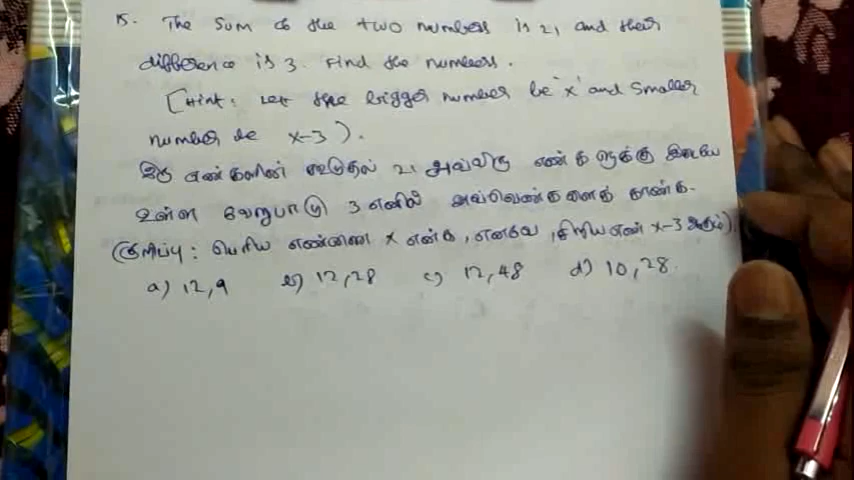 15. The Sum of the two numbers is 21 and their
difference is 3. Find the numbers.
[Hint: Let the bigger number be 'x' and smaller
number be x-3).
இரு எண்களின் கூடுதல் 21 அவ்விரு எண்களுக்கு இடையே
உள்ள வேறுபாடு 3 எனில் அவ்வெண்களைக் காண்க.
(குறிப்பு: பெரிய எண்ணை x என்க, எனவே, சிறிய எண் x-3 ஆகும்).
a) 12,9 b) 12,28 c) 12,48 d) 10,28.